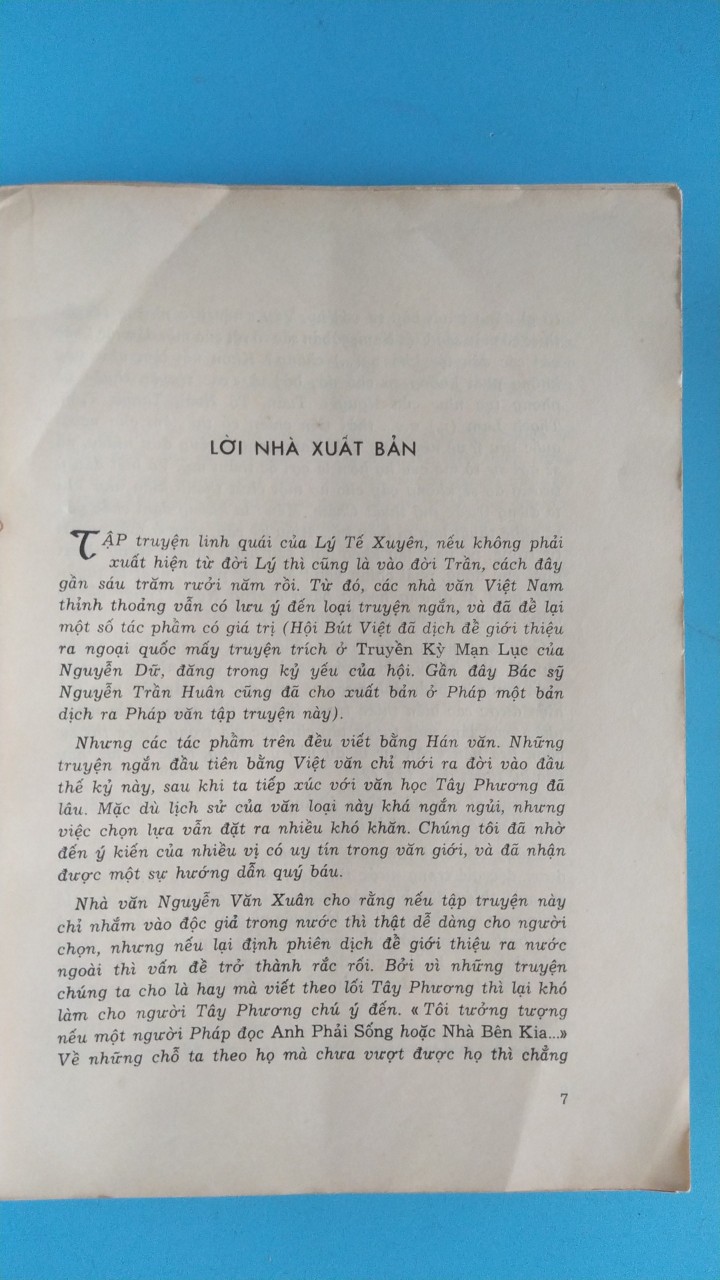 LỜI NHÀ XUẤT BẢN
TẬP truyện linh quái của Lý Tế Xuyên, nếu không phải
xuất hiện từ đời Lý thì cũng là vào đời Trần, cách đây
gần sáu trăm rưởi năm rồi. Từ đó, các nhà văn Việt Nam
thỉnh thoảng vẫn có lưu ý đến loại truyện ngắn, và đã để lại
một số tác phẩm có giá trị (Hội Bút Việt đã dịch để giới thiệu
ra ngoại quốc mấy truyện trích ở Truyền Kỳ Mạn Lục của
Nguyễn Dữ, đăng trong kỷ yếu của hội. Gần đây Bác sỹ
Nguyễn Trần Huân cũng đã cho xuất bản ở Pháp một bản
dịch ra Pháp văn tập truyện này).
Nhưng các tác phẩm trên đều viết bằng Hán văn. Những
truyện ngắn đầu tiên bằng Việt văn chỉ mới ra đời vào đầu
thế kỷ này, sau khi ta tiếp xúc với văn học Tây Phương đã
lâu. Mặc dù lịch sử của văn loại này khá ngắn ngủi, nhưng
việc chọn lựa vẫn đặt ra nhiều khó khăn. Chúng tôi đã nhờ
đến ý kiến của nhiều vị có uy tín trong văn giới, và đã nhận
được một sự hướng dẫn quý báu.
Nhà văn Nguyễn Văn Xuân cho rằng nếu tập truyện này
chỉ nhắm vào độc giả trong nước thì thật dễ dàng cho người
chọn, nhưng nếu lại định phiên dịch để giới thiệu ra nước
ngoài thì vấn đề trở thành rắc rối. Bởi vì những truyện
chúng ta cho là hay mà viết theo lối Tây Phương thì lại khó
làm cho người Tây Phương chú ý đến. « Tôi tưởng tượng
nếu một người Pháp đọc Anh Phải Sống hoặc Nhà Bên Kia...»
Về những chỗ ta theo họ mà chưa vượt được họ thì chẳng
7